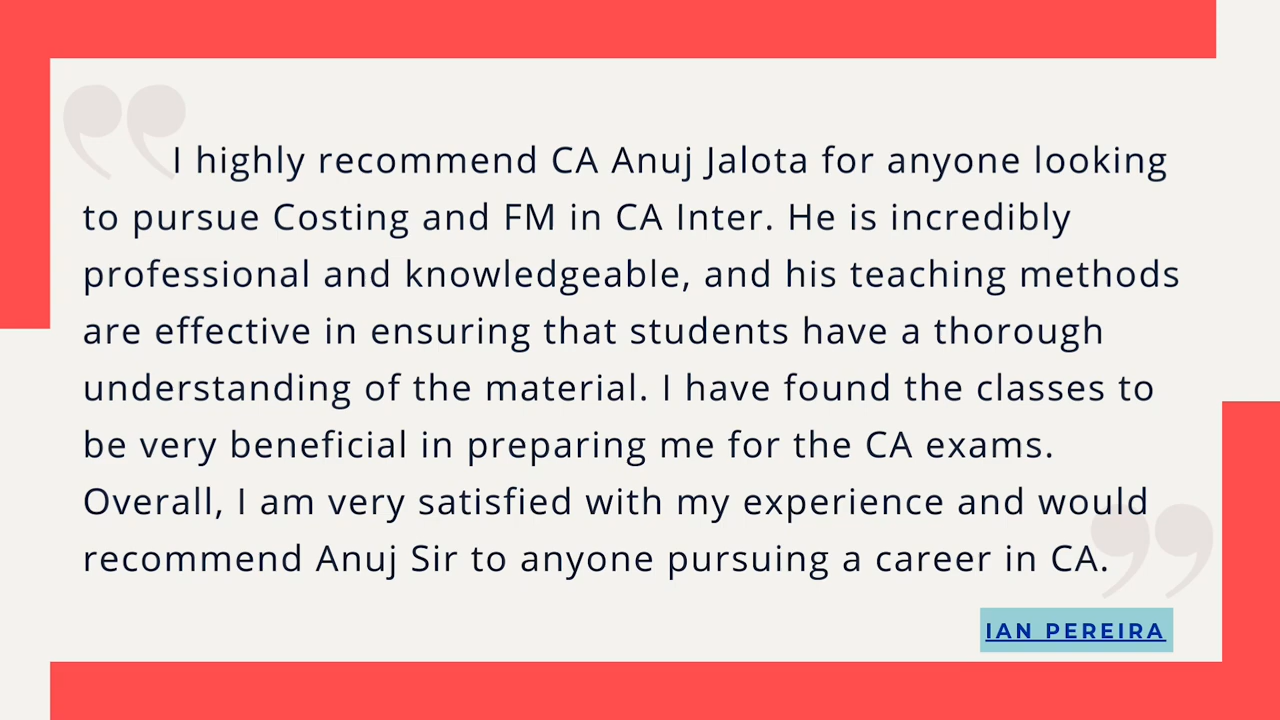 I highly recommend CA Anuj Jalota for anyone looking
to pursue Costing and FM in CA Inter. He is incredibly
professional and knowledgeable, and his teaching methods
are effective in ensuring that students have a thorough
understanding of the material. I have found the classes to
be very beneficial in preparing me for the CA exams.
Overall, I am very satisfied with my experience and would
recommend Anuj Sir to anyone pursuing a career in CA.
IAN PEREIRA